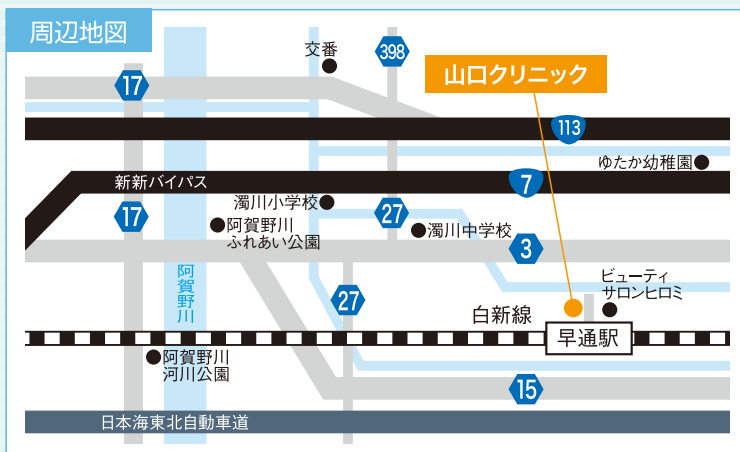 周辺地図
交番
398
山口クリニック
17
113
ゆたか幼稚園
新新バイパス
7
濁川小学校
17
阿賀野川
ふれあい公園
27
濁川中学校
3
阿賀野川
ビューティ
サロンヒロミ
27
白新線
早通駅
阿賀野川
河川公園
15
日本海東北自動車道